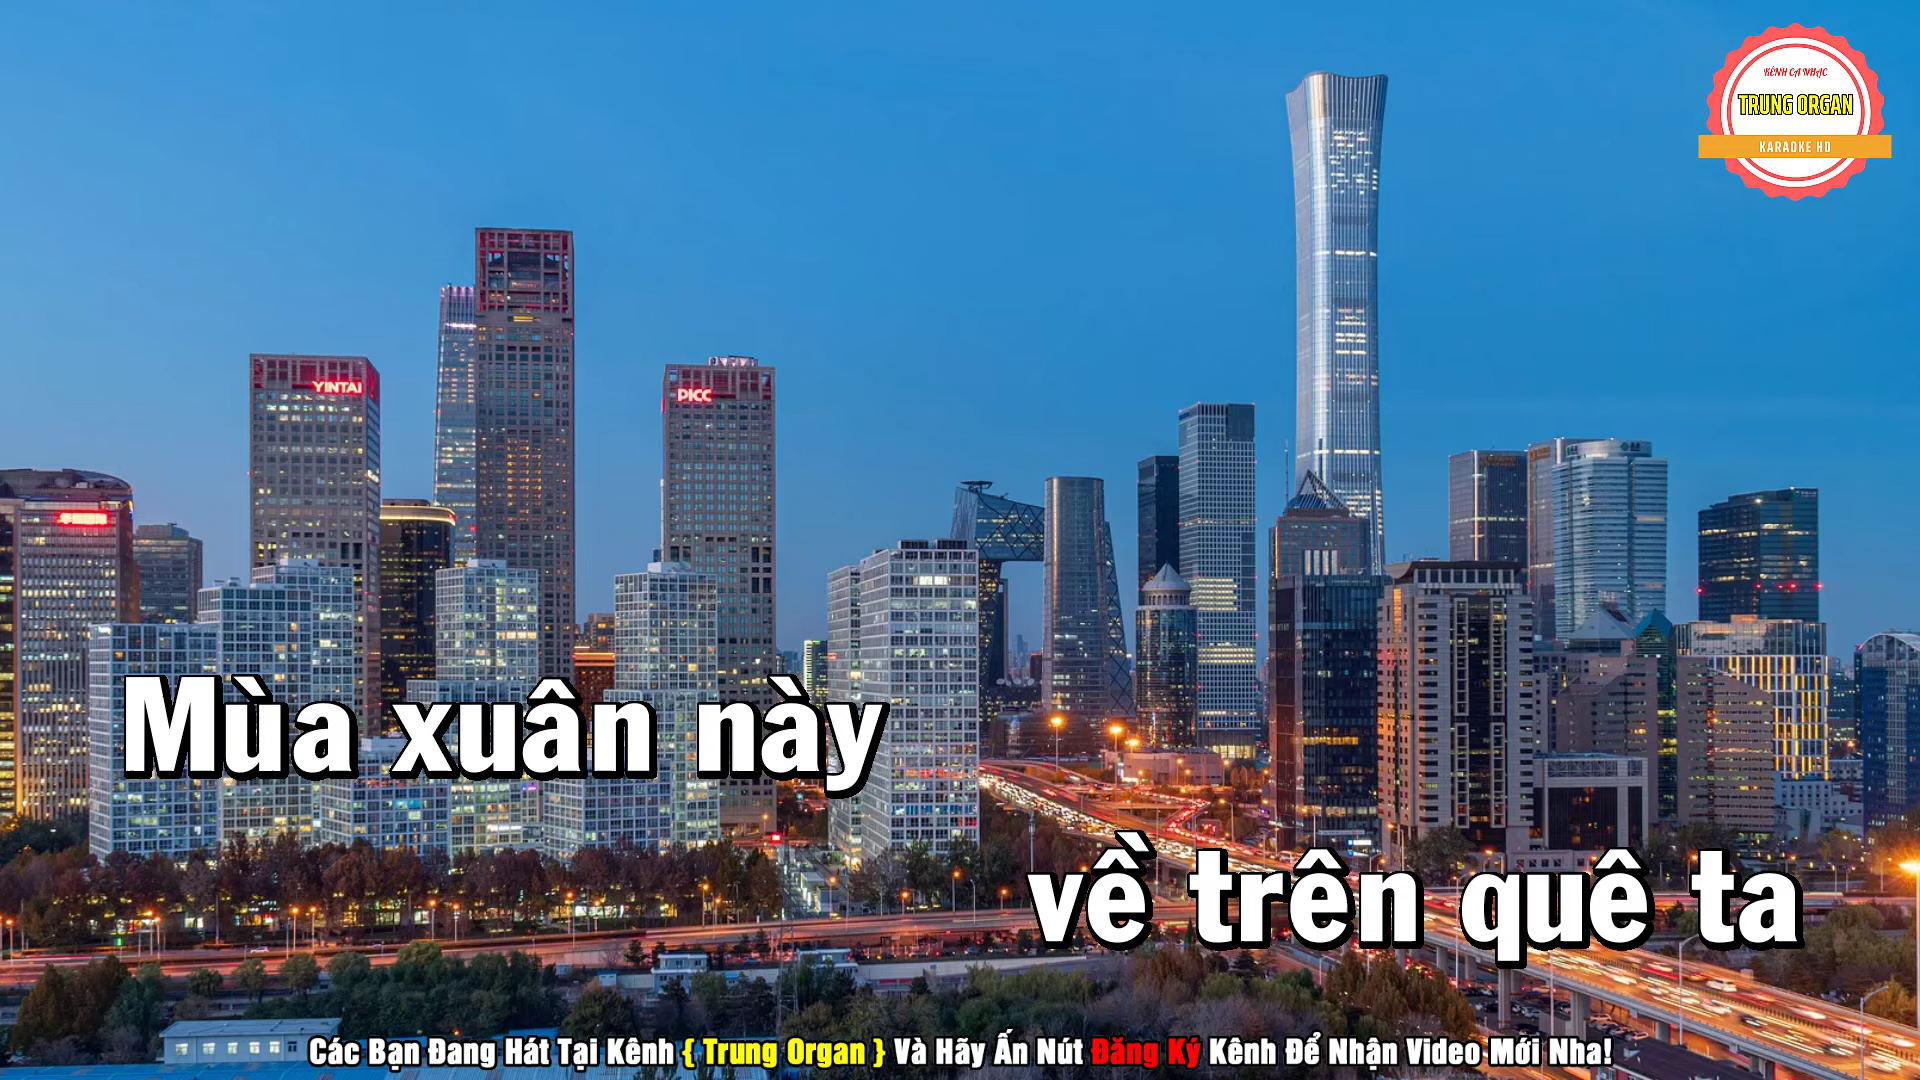 KÊNH CA NHẠC
TRUNG ORGAN
KARAOKE HD
YINTAI
PICC
Mùa xuân này
về trên quê ta
Các Bạn Đang Hát Tại Kênh { Trung Organ } Và Hãy Ấn Nút Đăng Ký Kênh Để Nhận Video Mới Nha!